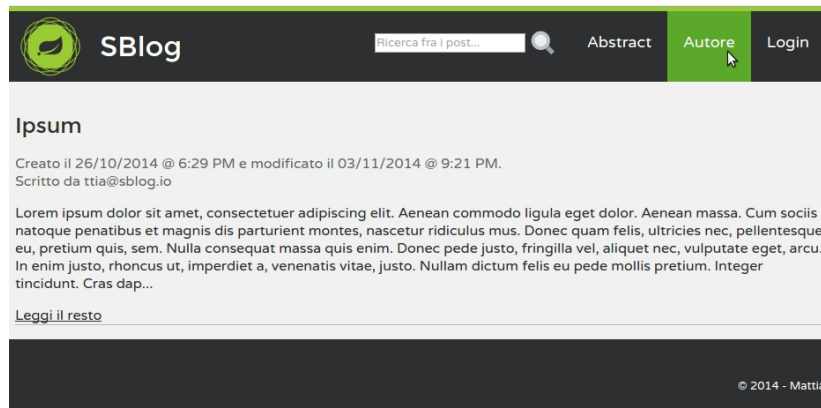 SBlog
Ricerca fra i post...
Abstract
Autore
Login
Ipsum
Creato il 26/10/2014 @ 6:29 PM e modificato il 03/11/2014 @ 9:21 PM.
Scritto da ttia@sblog.io
Lorem ipsum dolor sit amet, consectetuer adipiscing elit. Aenean commodo ligula eget dolor. Aenean massa. Cum sociis
natoque penatibus et magnis dis parturient montes, nascetur ridiculus mus. Donec quam felis, ultricies nec, pellentesque
eu, pretium quis, sem. Nulla consequat massa quis enim. Donec pede justo, fringilla vel, aliquet nec, vulputate eget, arcu.
In enim justo, rhoncus ut, imperdiet a, venenatis vitae, justo. Nullam dictum felis eu pede mollis pretium. Integer
tincidunt. Cras dap...
Leggi il resto
© 2014 - Mattia